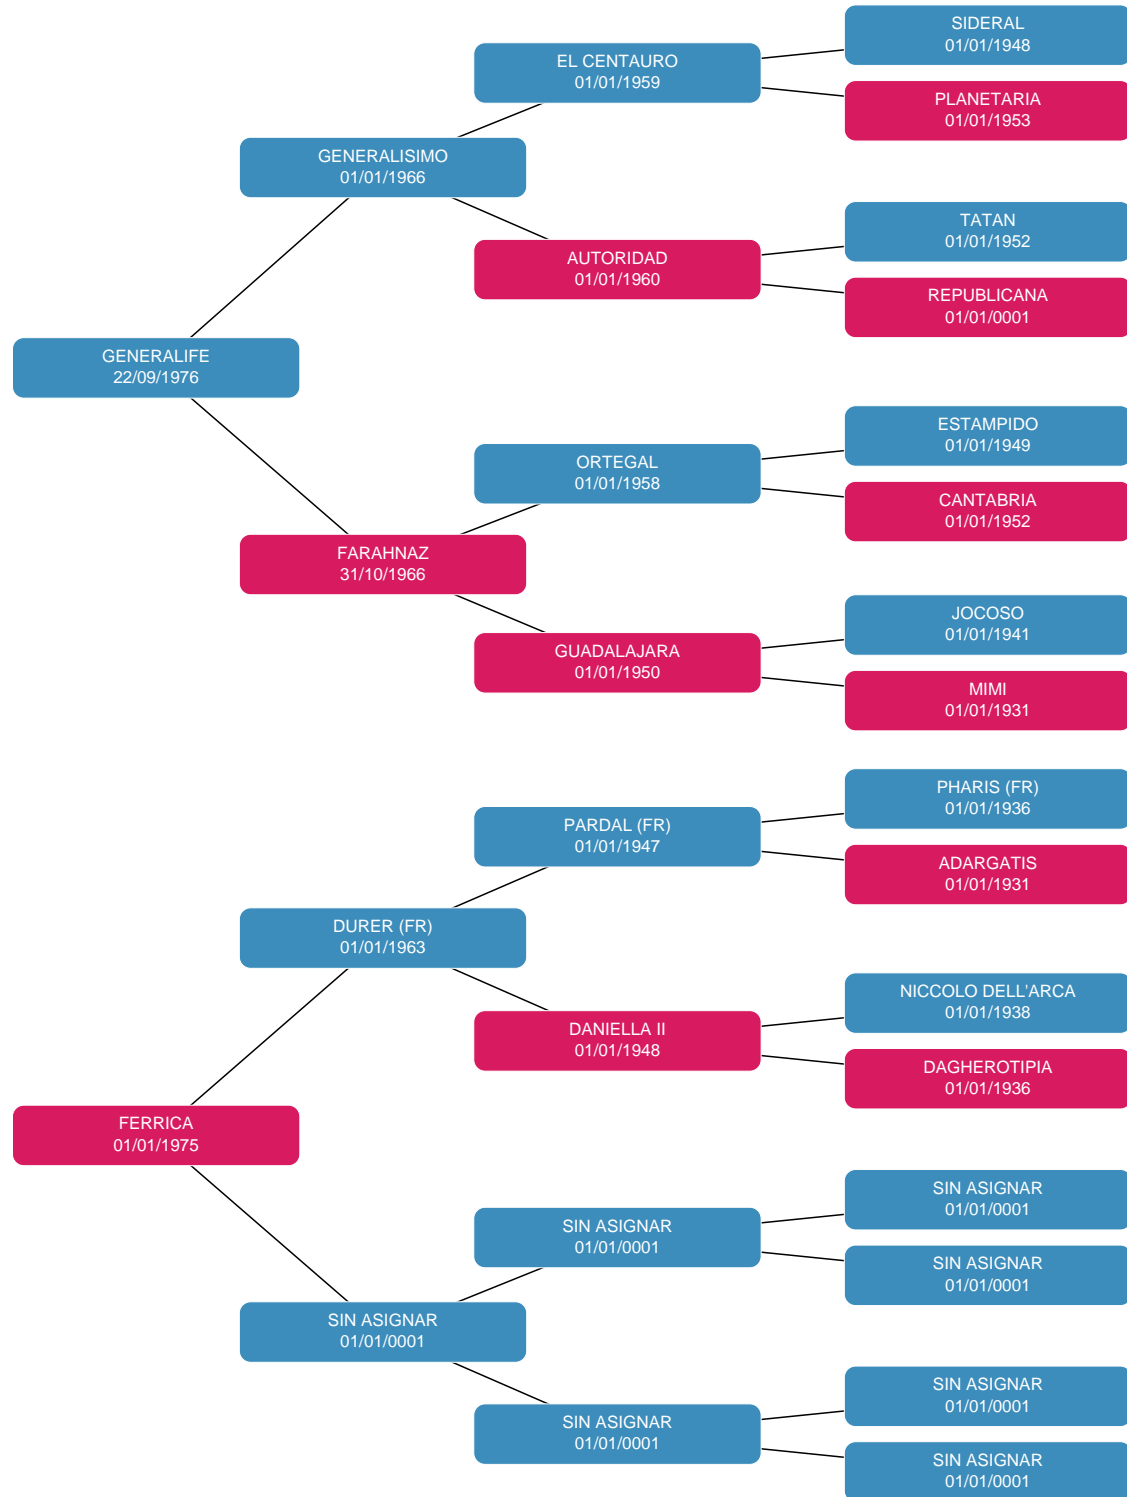 SIDERAL
01/01/1948
EL CENTAURO
01/01/1959
PLANETARIA
01/01/1953
GENERALISIMO
01/01/1966
TATAN
01/01/1952
AUTORIDAD
01/01/1960
REPUBLICANA
01/01/0001
GENERALIFE
22/09/1976
ESTAMPIDO
01/01/1949
ORTEGAL
01/01/1958
CANTABRIA
01/01/1952
FARAHNAZ
31/10/1966
JOCOSO
01/01/1941
GUADALAJARA
01/01/1950
MIMI
01/01/1931
PHARIS (FR)
01/01/1936
PARDAL (FR)
01/01/1947
ADARGATIS
01/01/1931
DURER (FR)
01/01/1963
NICCOLO DELL'ARCA
01/01/1938
DANIELLA II
01/01/1948
DAGHEROTIPIA
01/01/1936
FERRICA
01/01/1975
SIN ASIGNAR
01/01/0001
SIN ASIGNAR
01/01/0001
SIN ASIGNAR
01/01/0001
SIN ASIGNAR
01/01/0001
SIN ASIGNAR
01/01/0001
SIN ASIGNAR
01/01/0001
SIN ASIGNAR
01/01/0001